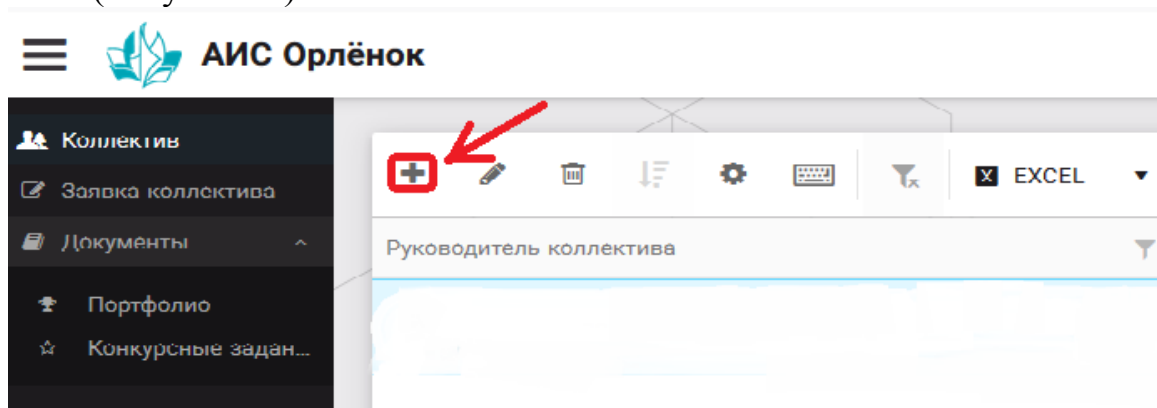 АИС Орлёнок
Коллектив
Заявка коллектива
Документы
Портфолио
Конкурсные задан...
EXCEL
Руководитель коллектива